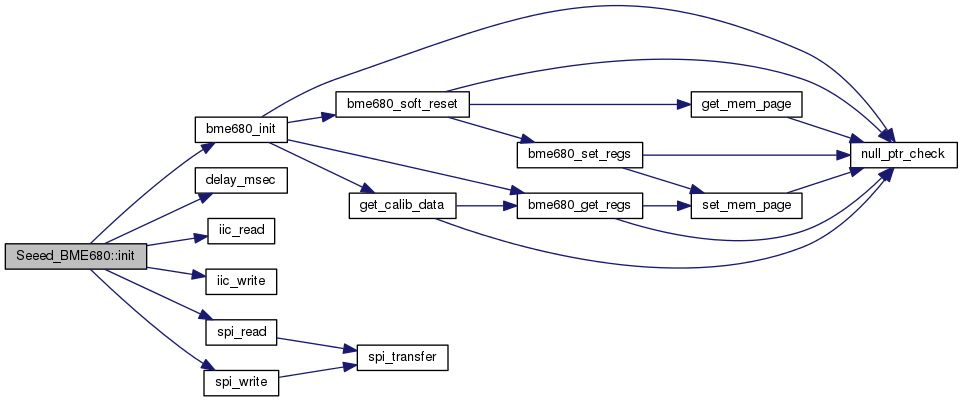 Seeed_BME680::init
bme680_init
delay_msec
iic_read
iic_write
spi_read
spi_write
bme680_soft_reset
get_calib_data
spi_transfer
bme680_set_regs
bme680_get_regs
get_mem_page
set_mem_page
null_ptr_check